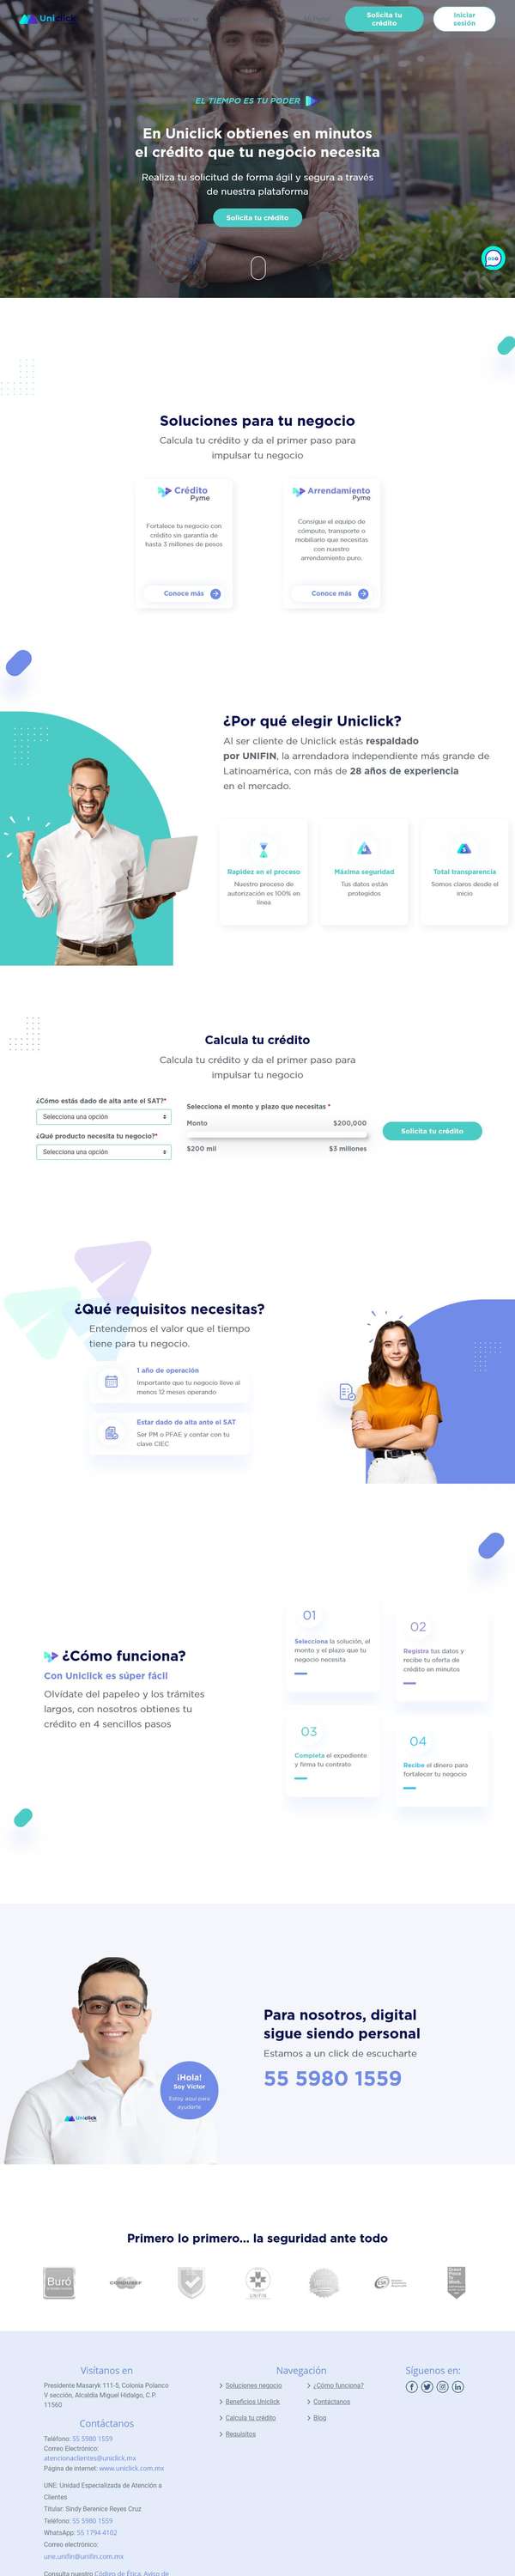 Uniclick
Solicita tu
crédito
Iniciar
sesión
EL TIEMPO ES TU PODER
En Uniclick obtienes en minutos
el crédito que tu negocio necesita
Realiza tu solicitud de forma ágil y segura a través
de nuestra plataforma
Solicita tu crédito
Soluciones para tu negocio
Calcula tu crédito y da el primer paso para
impulsar tu negocio
Crédito
Pyme
Fortalece tu negocio con
crédito sin garantía de
hasta 3 millones de pesos
Conoce más
Arrendamiento
Pyme
Consigue el equipo de
cómputo, transporte o
mobiliario que necesitas
con nuestro
arrendamiento puro.
Conoce más
¿Por qué elegir Uniclick?
Al ser cliente de Uniclick estás respaldado
por UNIFIN, la arrendadora independiente más grande de
Latinoamérica, con más de 28 años de experiencia
en el mercado.
Rapidez en el proceso
Nuestro proceso de
autorización es 100% en
línea
Máxima seguridad
Tus datos están
protegidos
Total transparencia
Somos claros desde el
inicio
Calcula tu crédito
Calcula tu crédito y da el primer paso para
impulsar tu negocio
¿Cómo estás dado de alta ante el SAT?*
Selecciona una opción
¿Qué producto necesita tu negocio?*
Selecciona una opción
Selecciona el monto y plazo que necesitas *
Monto $200,000
$200 mil $3 millones
Solicita tu crédito
¿Qué requisitos necesitas?
Entendemos el valor que el tiempo
tiene para tu negocio.
1 año de operación
Importante que tu negocio lleve al
menos 12 meses operando
Estar dado de alta ante el SAT
Ser PM o PFAE y contar con tu
clave CIEC
¿Cómo funciona?
Con Uniclick es súper fácil
Olvídate del papeleo y los trámites
largos, con nosotros obtienes tu
crédito en 4 sencillos pasos
01
Selecciona la solución, el
monto y el plazo que tu
negocio necesita
02
Registra tus datos y
recibe tu oferta de
crédito en minutos
03
Completa el expediente
y firma tu contrato
04
Recibe el dinero para
fortalecer tu negocio
Para nosotros, digital
sigue siendo personal
Estamos a un click de escucharte
55 5980 1559
¡Hola!
Soy Víctor
Estoy aquí para
ayudarte
uniclick
Primero lo primero... la seguridad ante todo
Buró
CONDUSEF
UNIFIN
Great
Place
To
Work.
Visítanos en
Presidente Masaryk 111-5, Colonia Polanco
V sección, Alcaldía Miguel Hidalgo, C.P.
11560
Contáctanos
Teléfono: 55 5980 1559
Correo Electrónico:
atencionaclientes@uniclick.mx
Página de internet: www.uniclick.com.mx
UNE: Unidad Especializada de Atención a
Clientes
Titular: Sindy Berenice Reyes Cruz
Teléfono: 55 5980 1559
WhatsApp: 55 1794 4102
Correo electrónico:
une.unifin@unifin.com.mx
Consulta nuestro Código de Ética, Aviso de
Navegación
Soluciones negocio
Beneficios Uniclick
Calcula tu crédito
Requisitos
¿Cómo funciona?
Contáctanos
Blog
Síguenos en: